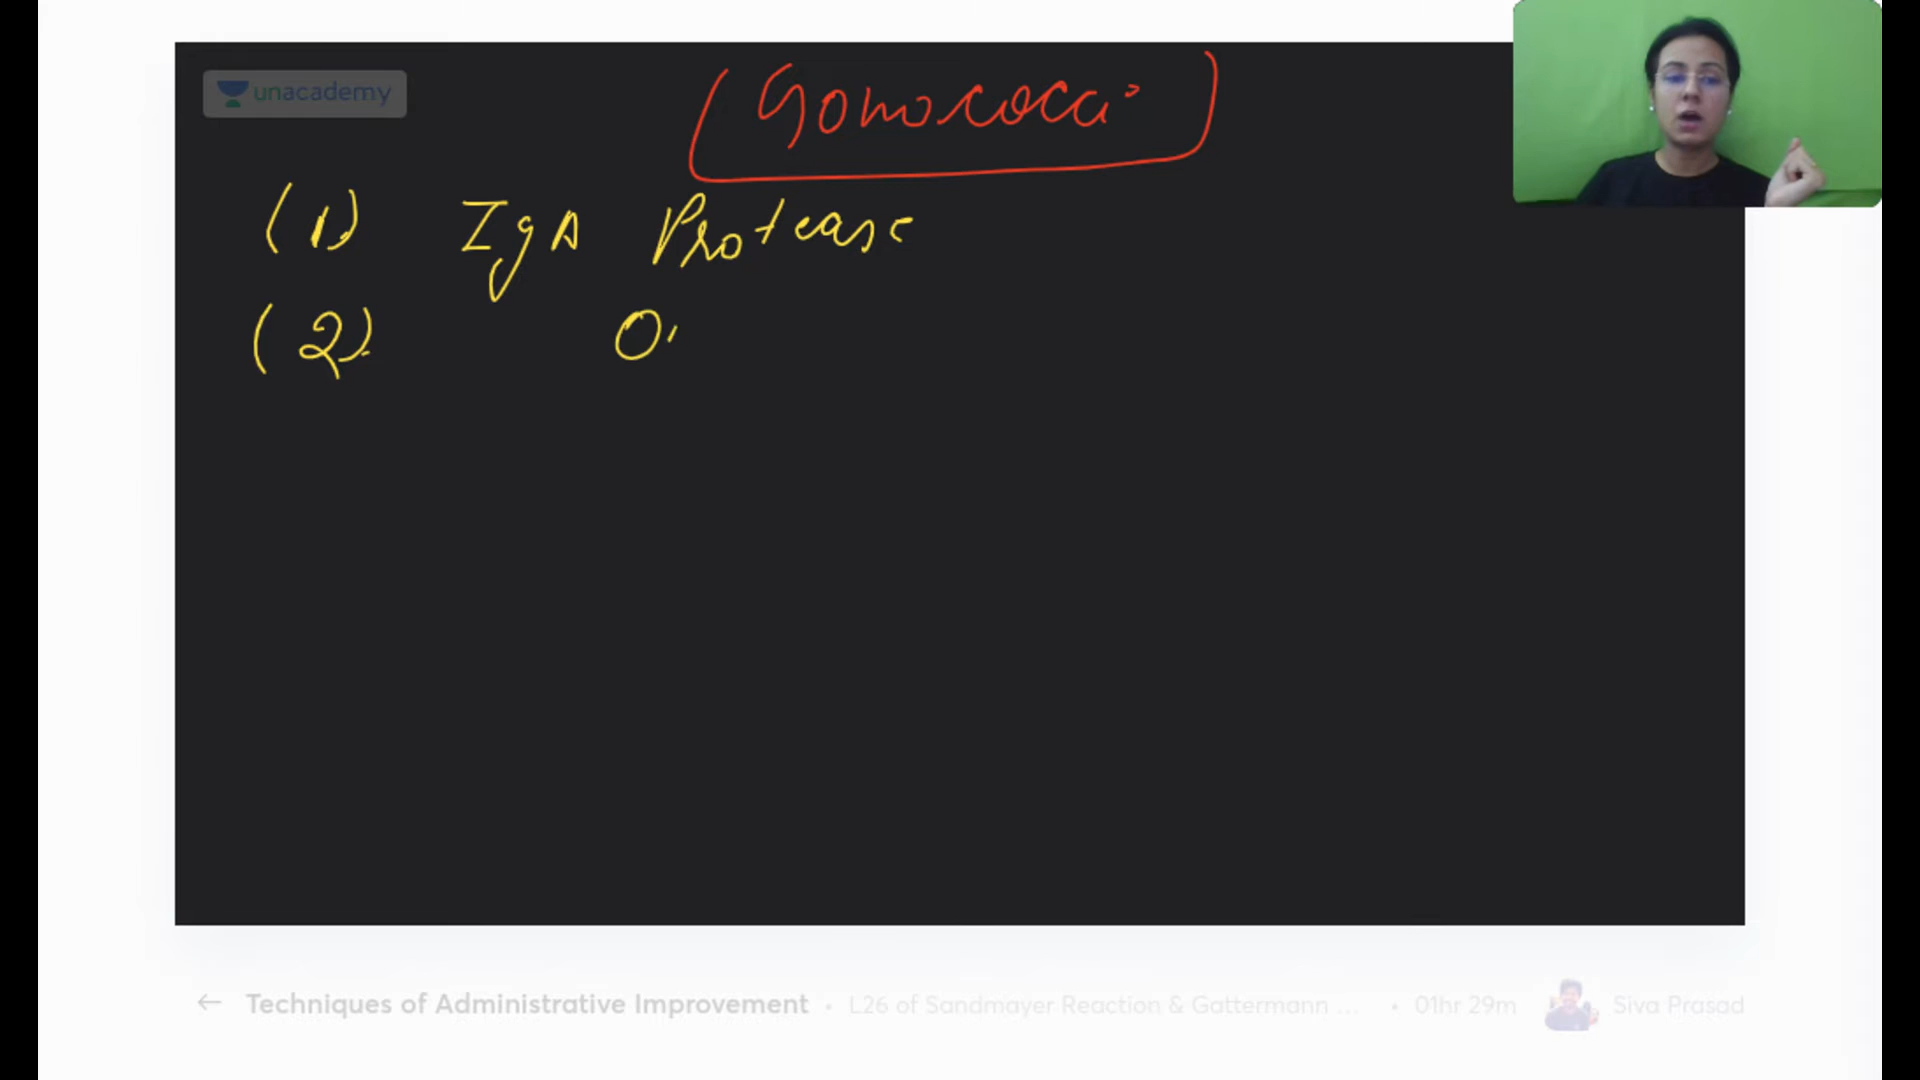 unacademy
Gonococci
(1) IgA Protease
(2) O
← Techniques of Administrative Improvement • L26 of Sandmayer Reaction & Gattermann ... • 01hr 29m Siva Prasad